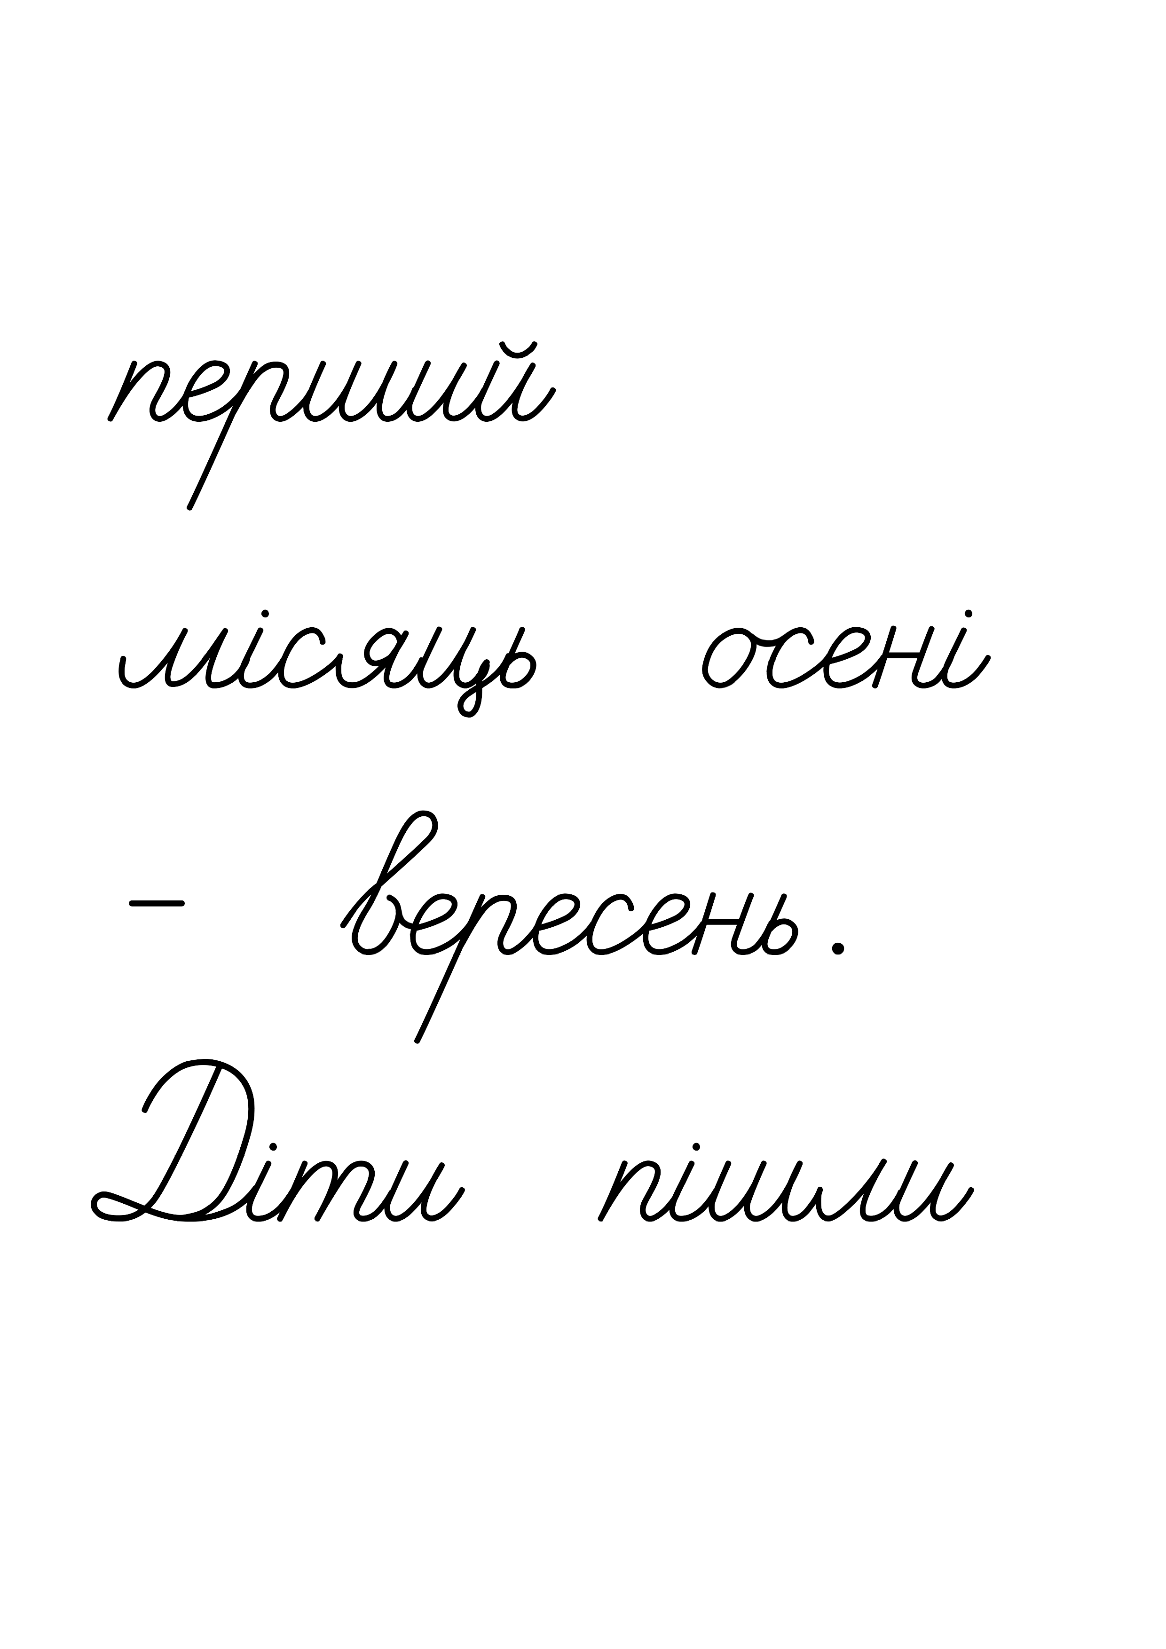 перший
місяць осені
– вересень.
Діти пішли